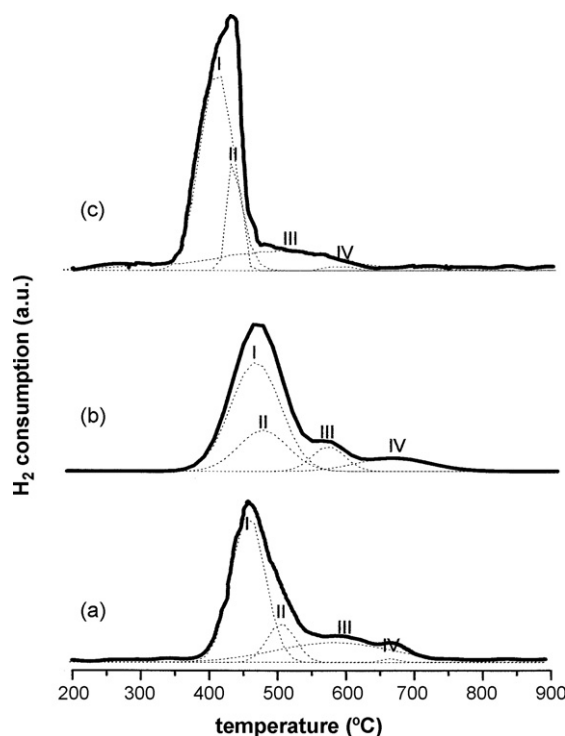 I
II
(c)
III
IV
H2 consumption (a.u.)
I
(b)
II
III
IV
I
(a)
II
III
IV
200 300 400 500 600 700 800 900
temperature (ºC)